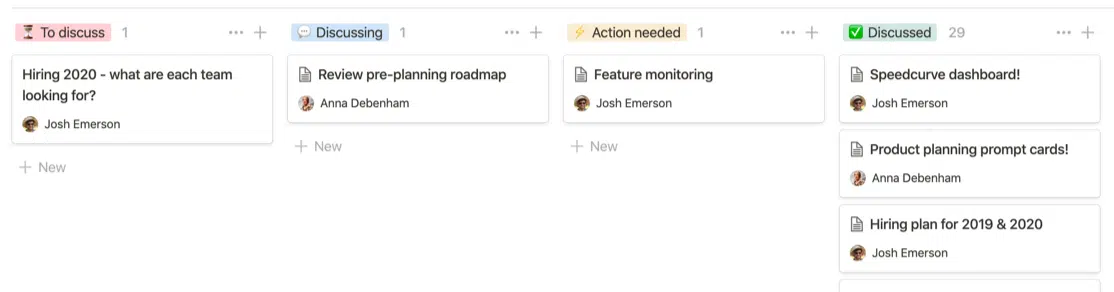 To discuss 1
Hiring 2020 - what are each team
looking for?
Josh Emerson
New
Discussing 1
Review pre-planning roadmap
Anna Debenham
New
Action needed 1
Feature monitoring
Josh Emerson
New
Discussed 29
Speedcurve dashboard!
Josh Emerson
Product planning prompt cards!
Anna Debenham
Hiring plan for 2019 & 2020
Josh Emerson